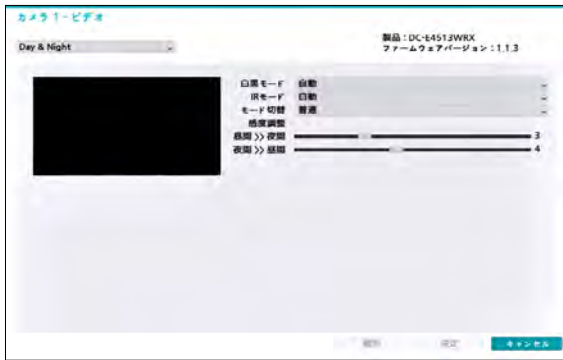 カメラ 1 - ビデオ
Day & Night
製品：DC-E4513WRX
ファームウェアバージョン：1.1.3
白黒モード 自動
IRモード 自動
モード切替 普通
感度調整
昼間 >> 夜間 3
夜間 >> 昼間 4
確定 キャンセル